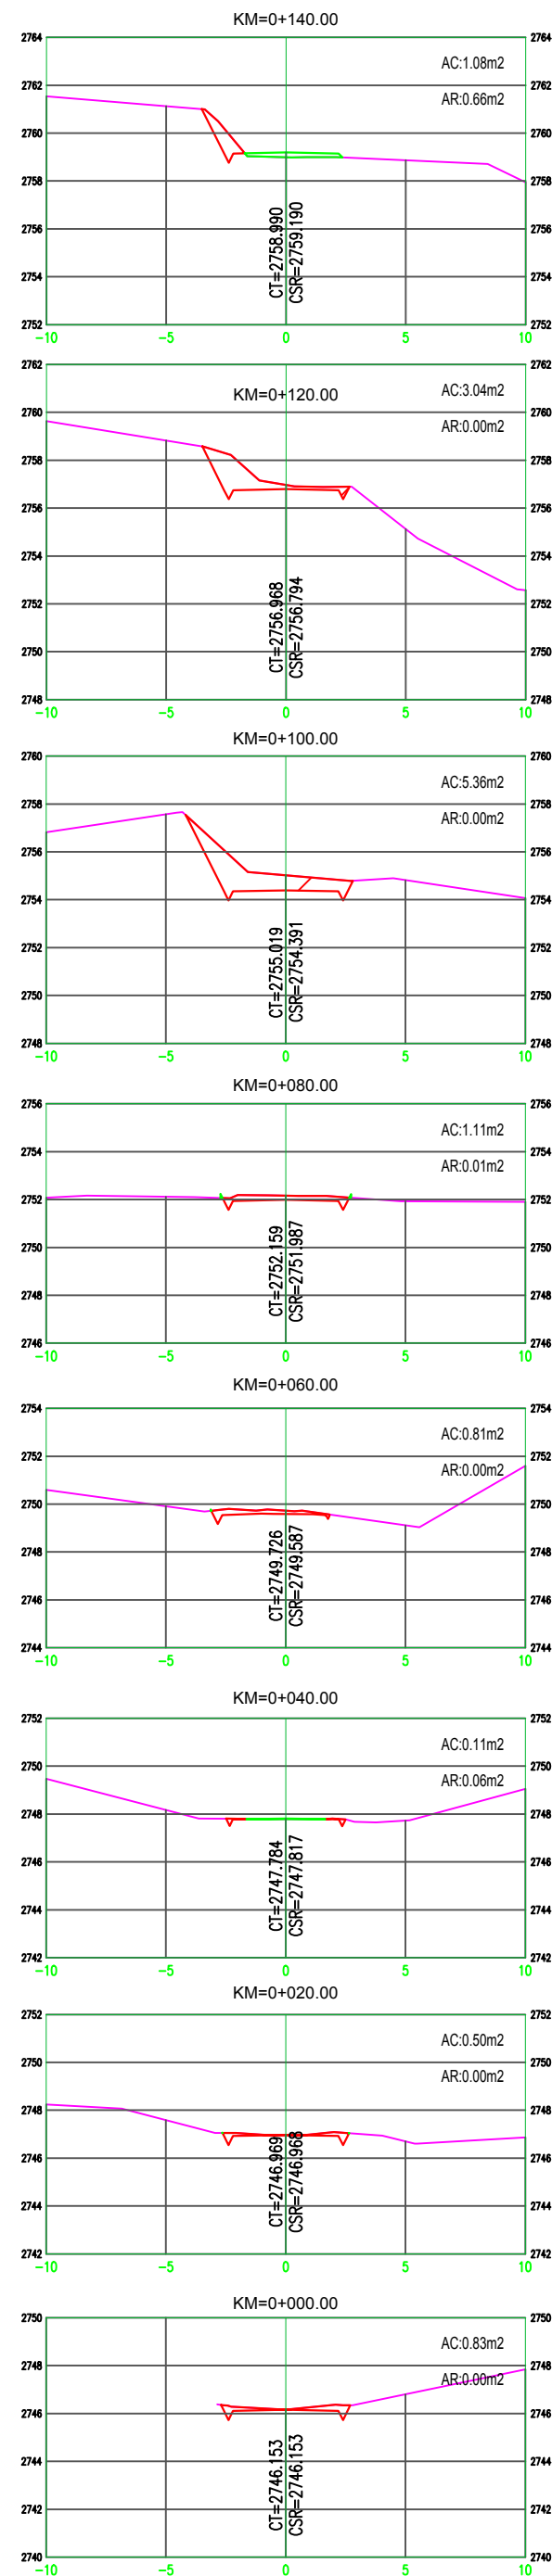 KM=0+140.00
2764 2764
AC:1.08m2
2762 2762
AR:0.66m2
2760 2760
2758 2758
2756 2756
CT=2758.990
CSR=2759.190
2754 2754
2752 2752
-10 -5 0 5 10
2762 2762
KM=0+120.00
AC:3.04m2
2760 2760
AR:0.00m2
2758 2758
2756 2756
2754 2754
2752 2752
CT=2756.968
CSR=2756.794
2750 2750
2748 2748
-10 -5 0 5 10
KM=0+100.00
2760 2760
AC:5.36m2
2758 2758
AR:0.00m2
2756 2756
2754 2754
2752 2752
CT=2755.019
CSR=2754.391
2750 2750
2748 2748
-10 -5 0 5 10
KM=0+080.00
2756 2756
AC:1.11m2
2754 2754
AR:0.01m2
2752 2752
2750 2750
CT=2752.159
CSR=2751.987
2748 2748
2746 2746
-10 -5 0 5 10
KM=0+060.00
2754 2754
AC:0.81m2
2752 2752
AR:0.00m2
2750 2750
2748 2748
CT=2749.726
CSR=2749.587
2746 2746
2744 2744
-10 -5 0 5 10
KM=0+040.00
2752 2752
AC:0.11m2
2750 2750
AR:0.06m2
2748 2748
2746 2746
CT=2747.784
CSR=2747.817
2744 2744
2742 2742
-10 -5 0 5 10
KM=0+020.00
2752 2752
AC:0.50m2
2750 2750
AR:0.00m2
2748 2748
2746 2746
CT=2746.969
CSR=2746.968
2744 2744
2742 2742
-10 -5 0 5 10
KM=0+000.00
2750 2750
AC:0.83m2
2748 2748
AR:0.00m2
2746 2746
2744 2744
CT=2746.153
CSR=2746.153
2742 2742
2740 2740
-10 -5 0 5 10